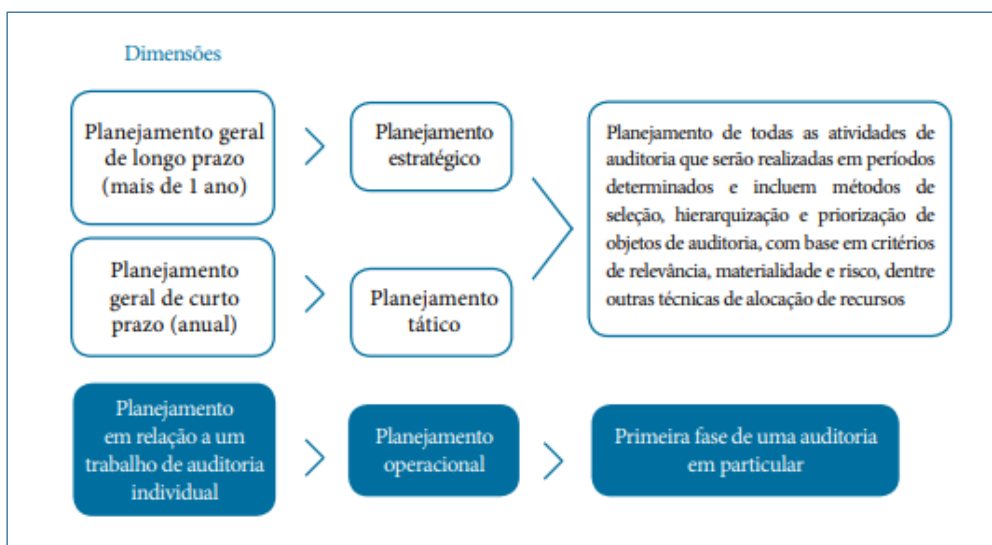 Dimensões
Planejamento geral
de longo prazo
(mais de 1 ano)
Planejamento
estratégico
Planejamento de todas as atividades de
auditoria que serão realizadas em períodos
determinados e incluem métodos de
seleção, hierarquização e priorização de
objetos de auditoria, com base em critérios
de relevância, materialidade e risco, dentre
outras técnicas de alocação de recursos
Planejamento
geral de curto
prazo (anual)
Planejamento
tático
Planejamento
em relação a um
trabalho de auditoria
individual
Planejamento
operacional
Primeira fase de uma auditoria
em particular